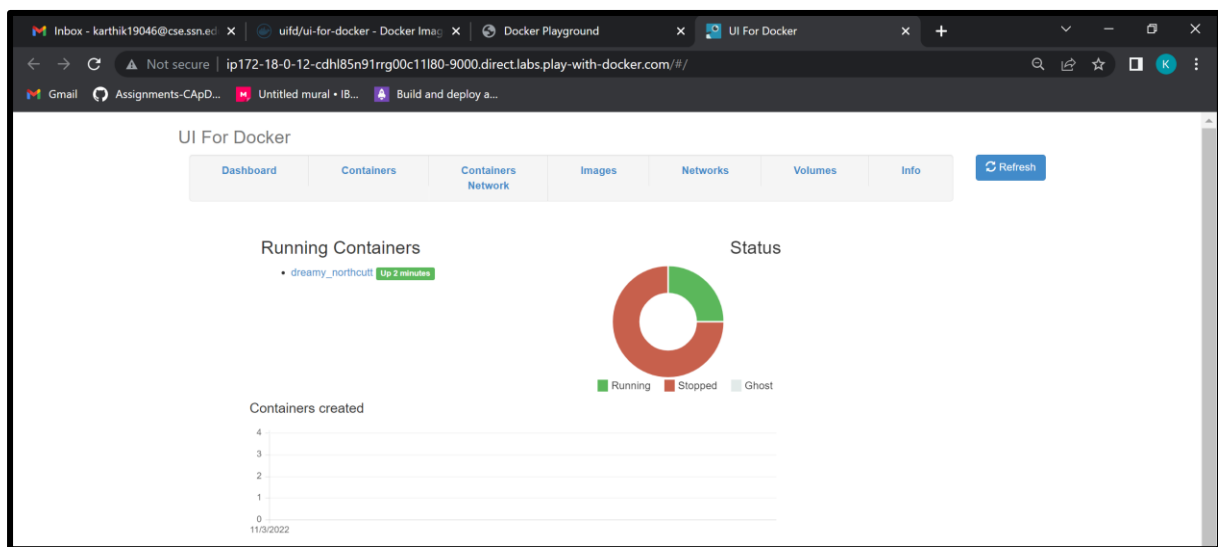 Inbox - karthik19046@cse.ssn.ed
uifd/ui-for-docker - Docker Imag
Docker Playground
UI For Docker
Not secure | ip172-18-0-12-cdhl85n91rrg00c11l80-9000.direct.labs.play-with-docker.com/#/
K
Gmail
Assignments-CApD...
Untitled mural • IB...
Build and deploy a...
UI For Docker
Dashboard
Containers
Containers
Network
Images
Networks
Volumes
Info
Refresh
Running Containers
dreamy_northcutt Up 2 minutes
Status
Running Stopped Ghost
Containers created
4
3
2
1
0
11/3/2022